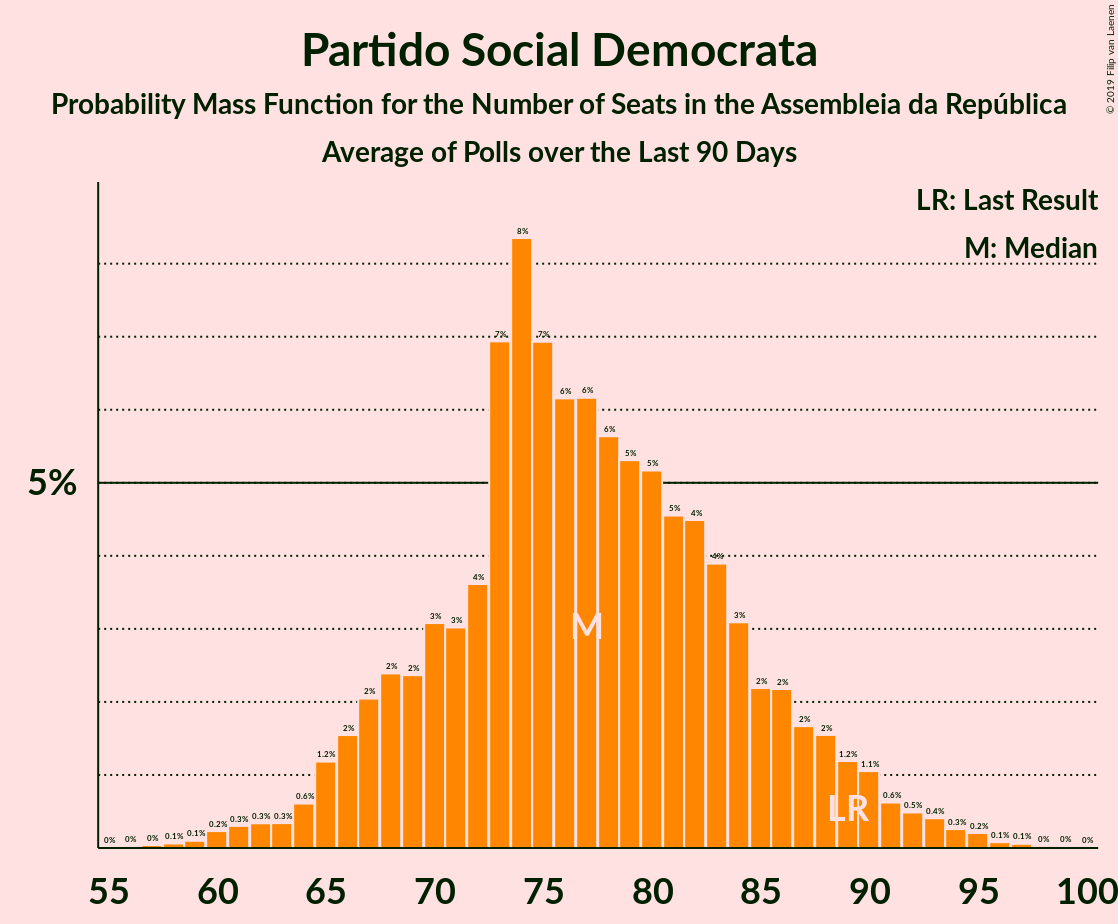 Partido Social Democrata
Probability Mass Function for the Number of Seats in the Assembleia da República
Average of Polls over the Last 90 Days
© 2019 Filip van Laenen
LR: Last Result
M: Median
5%
0% 0% 0% 0.1% 0.1% 0.2% 0.3% 0.3% 0.3% 0.6% 1.2% 2% 2% 2% 2% 3% 3% 4% 7% 8% 7% 6% 6% 6% 5% 5% 5% 4% 4% 3% 2% 2% 2% 2% 1.2% 1.1% 0.6% 0.5% 0.4% 0.3% 0.2% 0.1% 0.1% 0% 0% 0%
M
LR
55 60 65 70 75 80 85 90 95 100